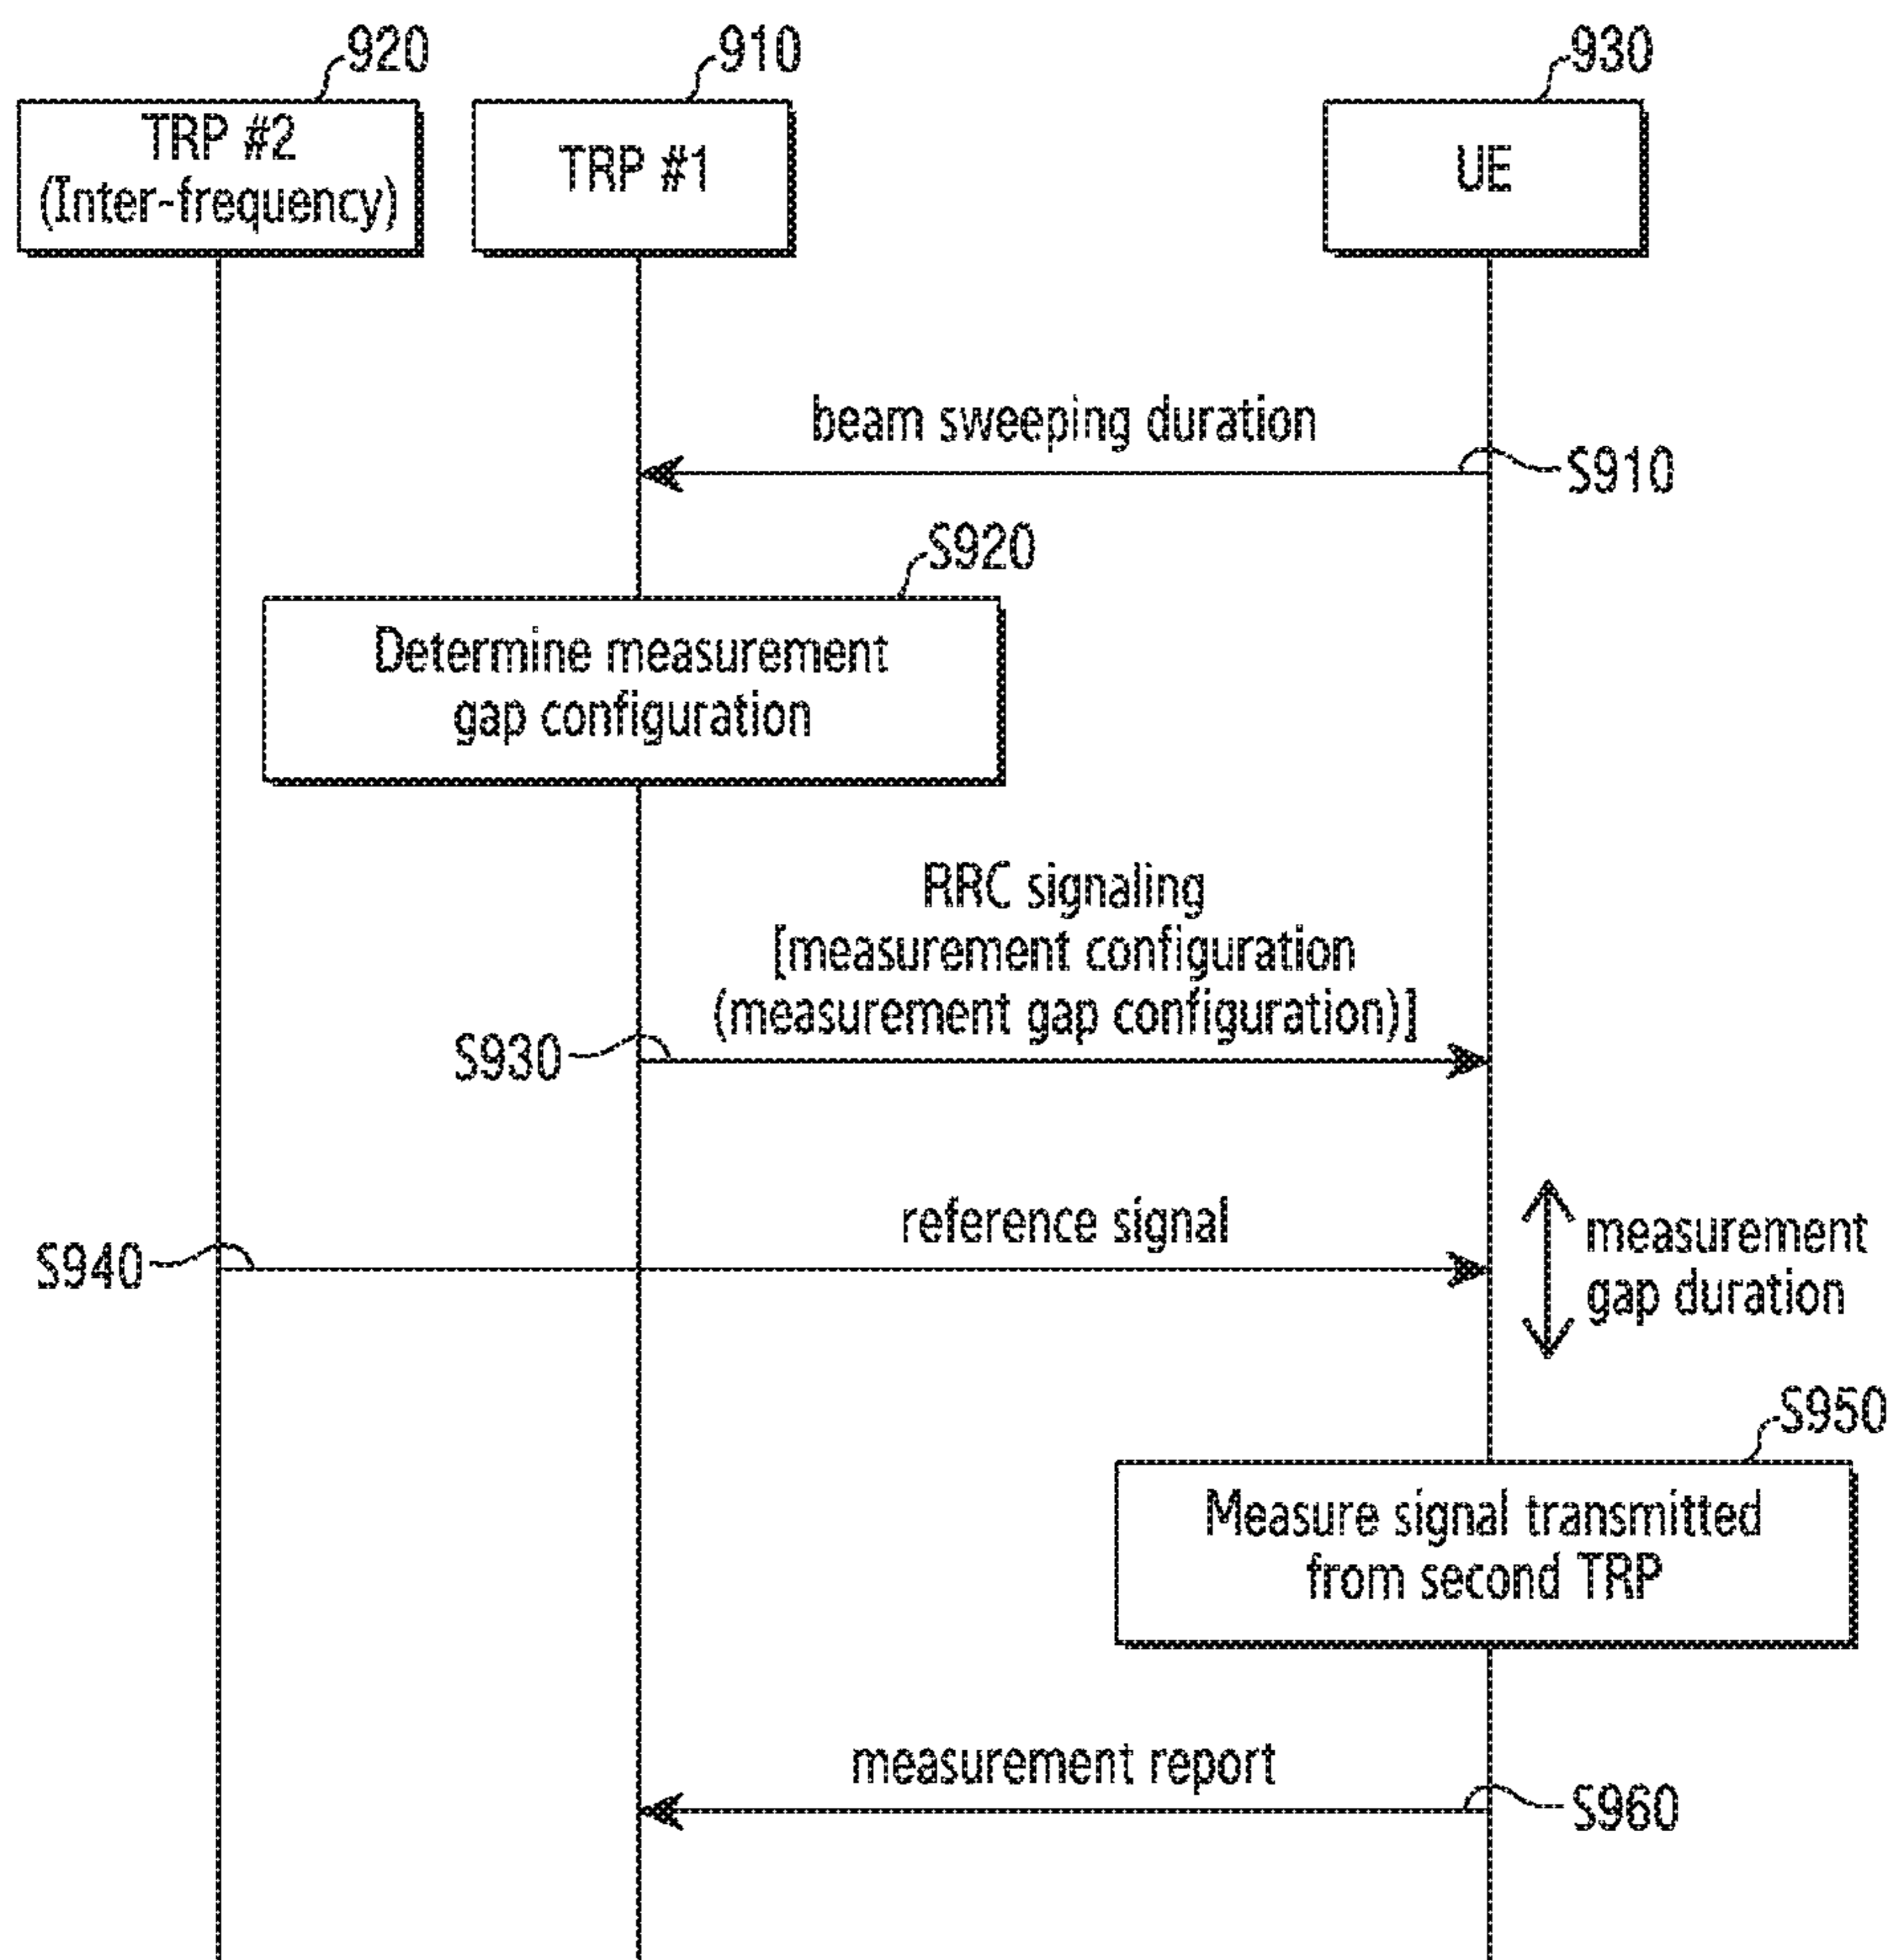 920
910
930
TRP #2
(Inter-frequency)
TRP #1
UE
beam sweeping duration
S910
S920
Determine measurement
gap configuration
RRC signaling
[measurement configuration
(measurement gap configuration)]
S930
reference signal
S940
measurement
gap duration
S950
Measure signal transmitted
from second TRP
measurement report
S960